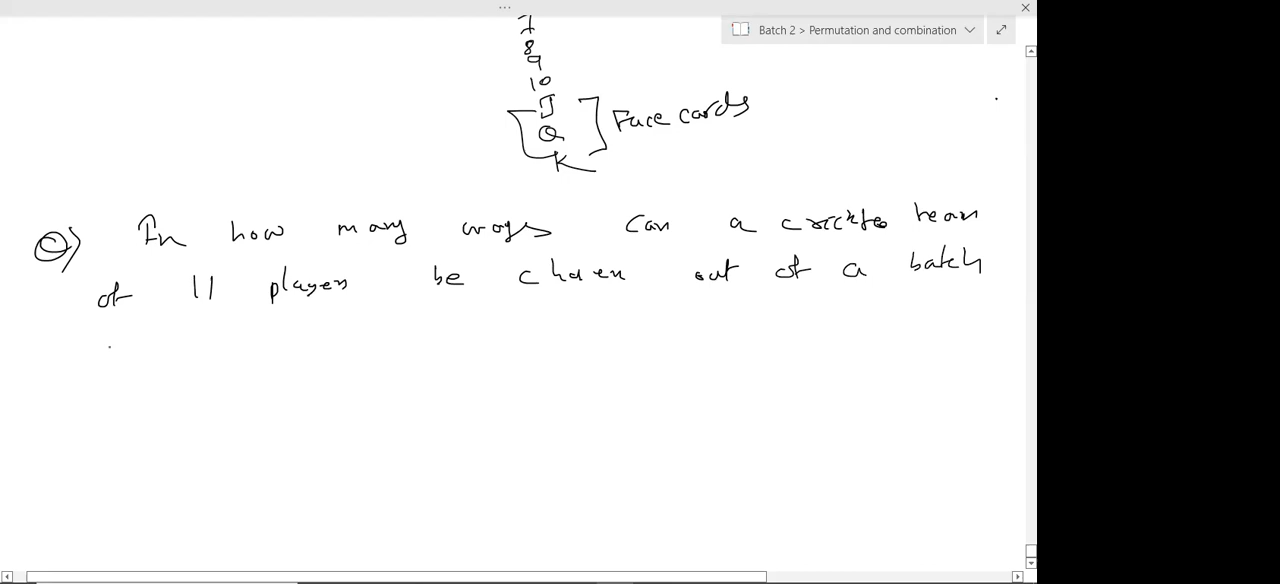 Batch 2 > Permutation and combination
7
8
9
10
J
Q
K
Face cards
Q) In how many ways can a cricket team
of 11 players be chosen out of a batch